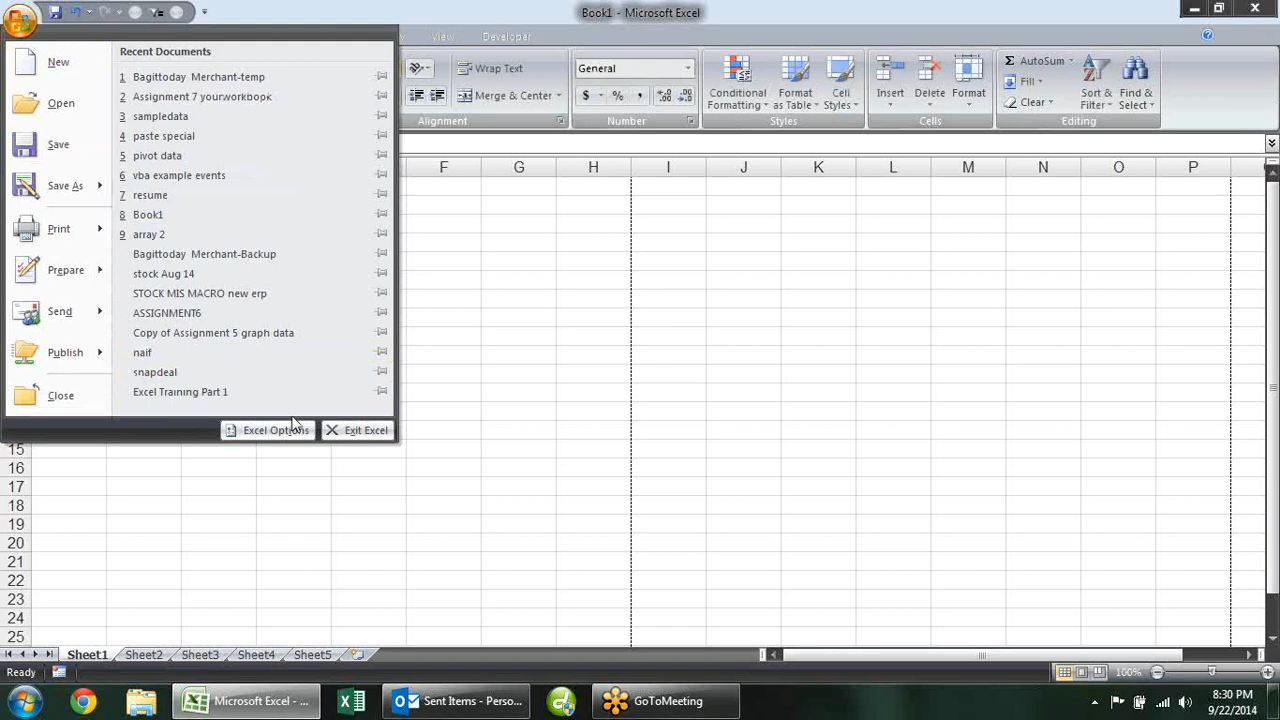 Book1 - Microsoft Excel
View
Developer
Recent Documents
New
Open
Save
Save As
Print
Prepare
Send
Publish
Close
1 Bagittoday Merchant-temp
2 Assignment 7 yourworkbook
3 sampledata
4 paste special
5 pivot data
6 vba example events
7 resume
8 Book1
9 array 2
Bagittoday Merchant-Backup
stock Aug 14
STOCK MIS MACRO new erp
ASSIGNMENT6
Copy of Assignment 5 graph data
naif
snapdeal
Excel Training Part 1
Excel Options
Exit Excel
Wrap Text
Merge & Center
Alignment
General
$ % ,
Number
Conditional Formatting
Format as Table
Cell Styles
Styles
Insert
Delete
Format
Cells
AutoSum
Fill
Clear
Sort & Filter
Find & Select
Editing
F G H I J K L M N O P
15
16
17
18
19
20
21
22
23
24
25
Sheet1 Sheet2 Sheet3 Sheet4 Sheet5
Ready
100%
Microsoft Excel - ...
Sent Items - Perso...
GoToMeeting
8:30 PM
9/22/2014